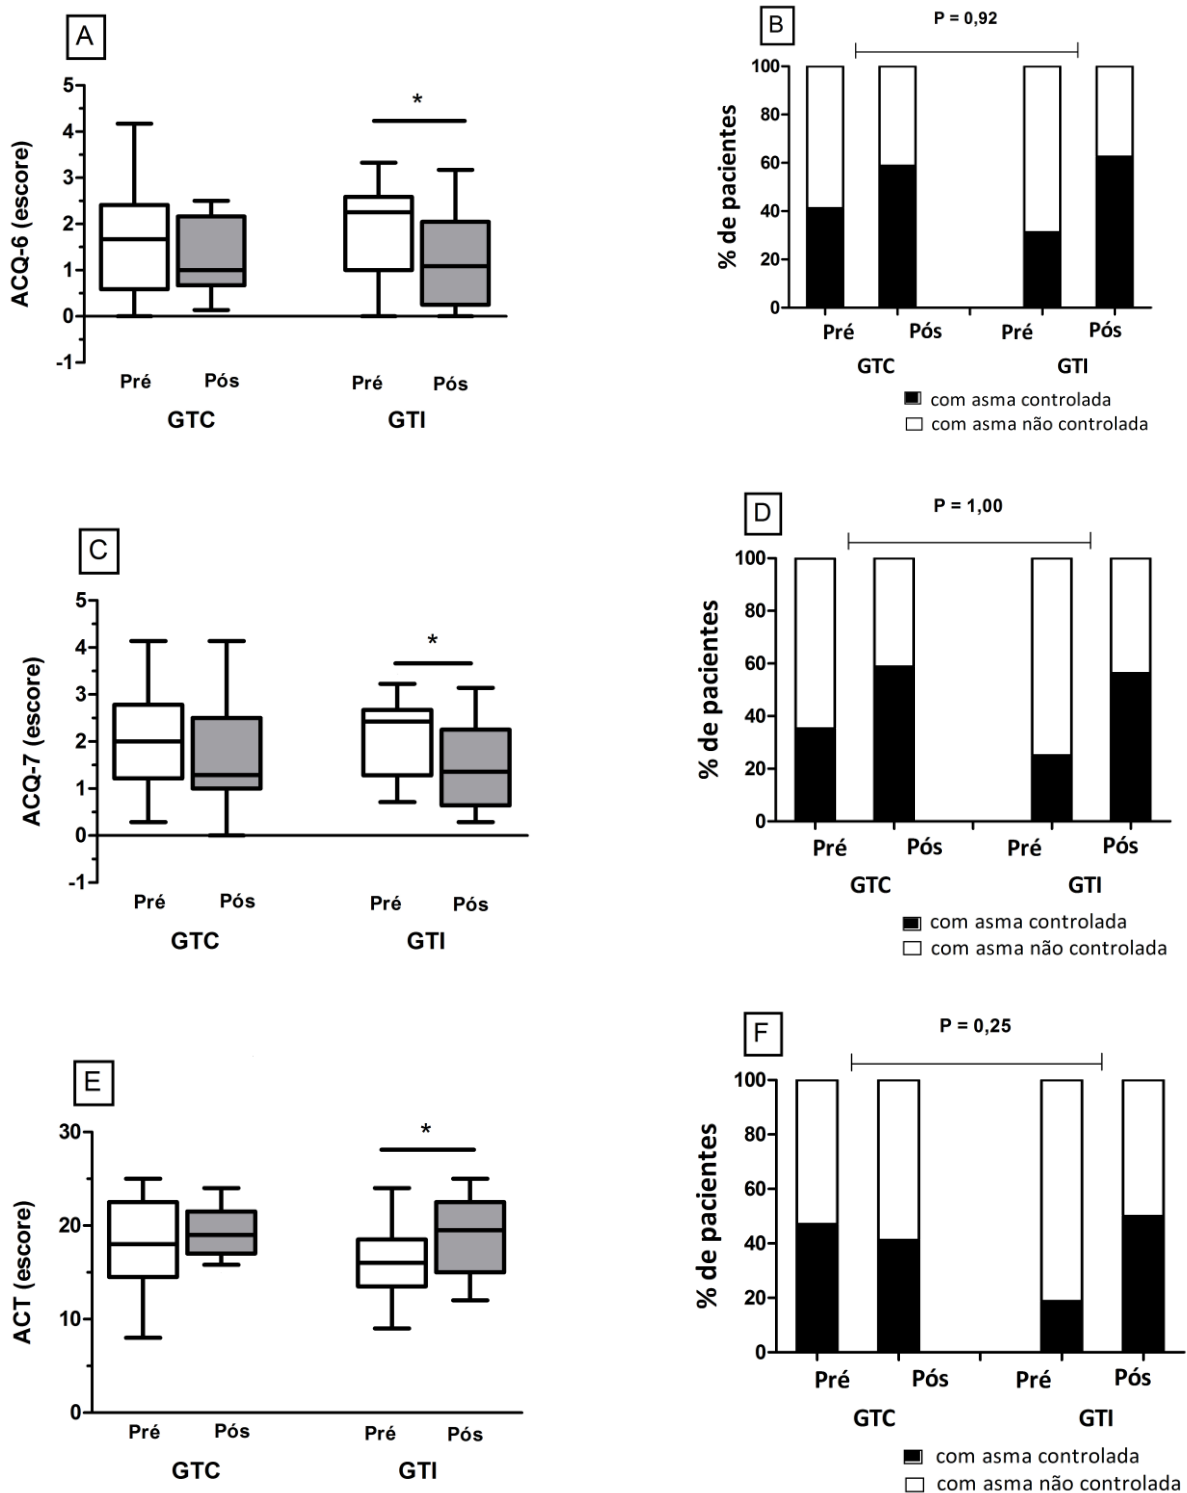 A
ACQ-6 (escore)
5
4
3
2
1
0
-1
*
Pré Pós Pré Pós
GTC GTI
B
P = 0,92
% de pacientes
100
80
60
40
20
0
Pré Pós Pré Pós
GTC GTI
com asma controlada
com asma não controlada
C
ACQ-7 (escore)
5
4
3
2
1
0
-1
*
Pré Pós Pré Pós
GTC GTI
D
P = 1,00
% de pacientes
100
80
60
40
20
0
Pré Pós Pré Pós
GTC GTI
com asma controlada
com asma não controlada
E
ACT (escore)
30
20
10
0
*
Pré Pós Pré Pós
GTC GTI
F
P = 0,25
% de pacientes
100
80
60
40
20
0
Pré Pós Pré Pós
GTC GTI
com asma controlada
com asma não controlada